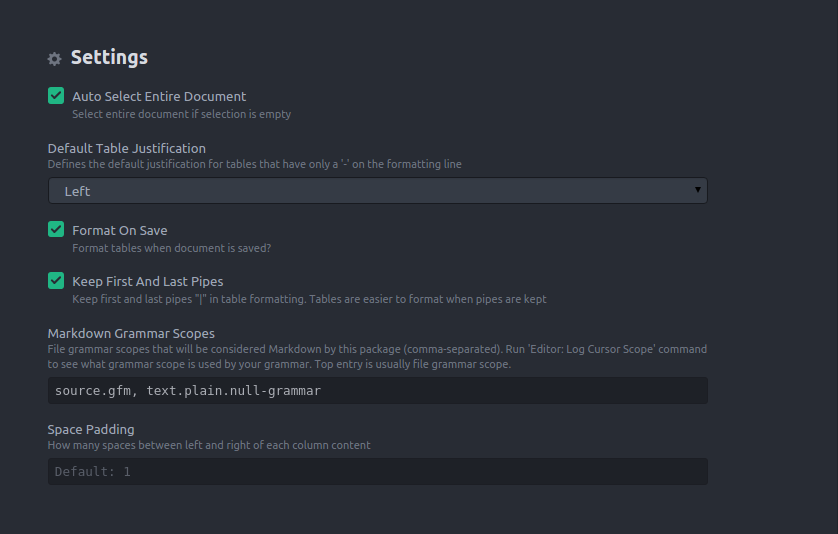 Settings
Auto Select Entire Document
Select entire document if selection is empty
Default Table Justification
Defines the default justification for tables that have only a '-' on the formatting line
Left
Format On Save
Format tables when document is saved?
Keep First And Last Pipes
Keep first and last pipes "|" in table formatting. Tables are easier to format when pipes are kept
Markdown Grammar Scopes
File grammar scopes that will be considered Markdown by this package (comma-separated). Run 'Editor: Log Cursor Scope' command
to see what grammar scope is used by your grammar. Top entry is usually file grammar scope.
source.gfm, text.plain.null-grammar
Space Padding
How many spaces between left and right of each column content
Default: 1